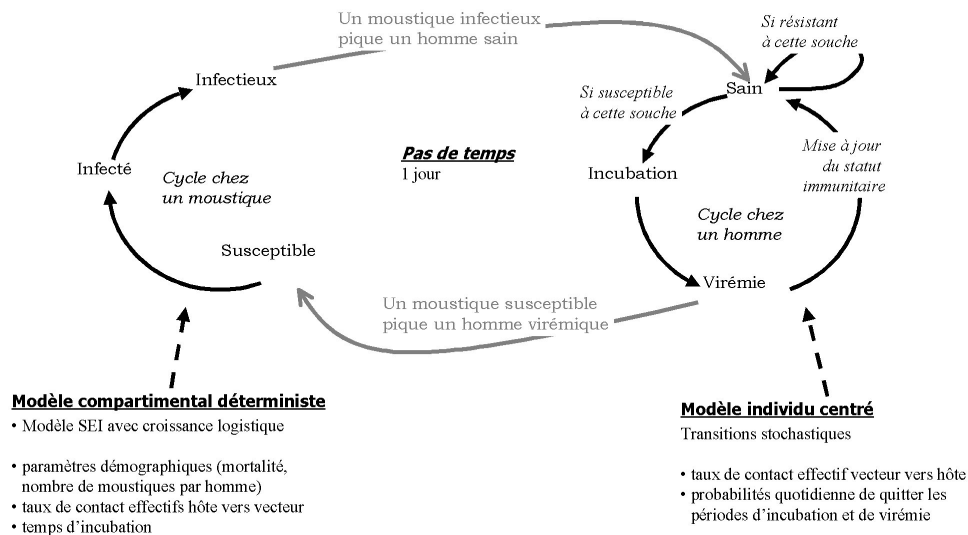 Un moustique infectieux
pique un homme sain
Si résistant
à cette souche
Infectieux
Sain
Si susceptible
à cette souche
Pas de temps
1 jour
Mise à jour
du statut
immunitaire
Infecté
Cycle chez
un moustique
Incubation
Cycle chez
un homme
Susceptible
Virémie
Un moustique susceptible
pique un homme virémique
Modèle compartimental déterministe
• Modèle SEI avec croissance logistique
• paramètres démographiques (mortalité,
nombre de moustiques par homme)
• taux de contact effectifs hôte vers vecteur
• temps d'incubation
Modèle individu centré
Transitions stochastiques
• taux de contact effectif vecteur vers hôte
• probabilités quotidienne de quitter les
périodes d'incubation et de virémie